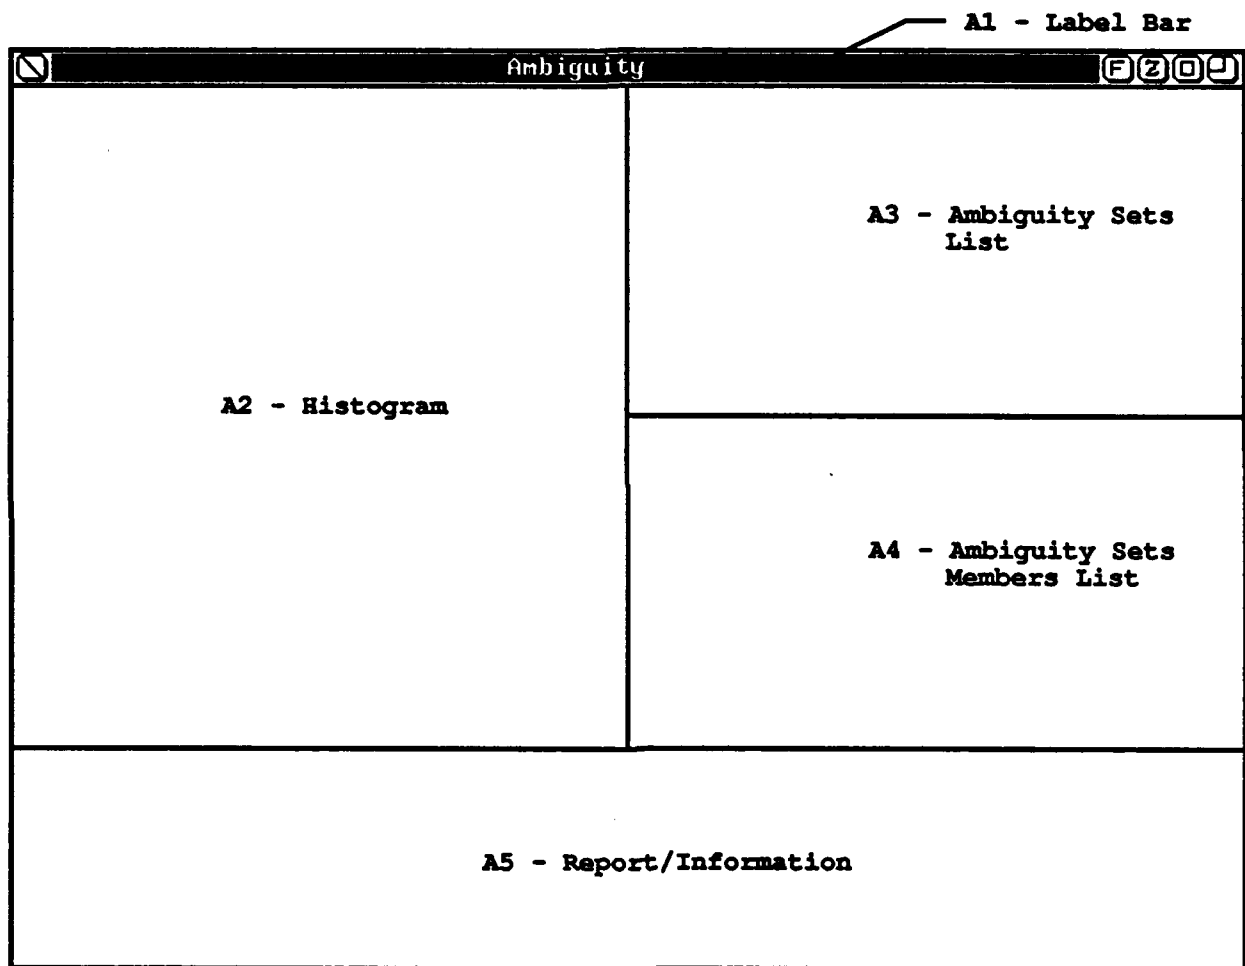 A1 - Label Bar
Ambiguity
F Z
A3 - Ambiguity Sets
List
A2 - Histogram
A4 - Ambiguity Sets
Members List
A5 - Report/Information